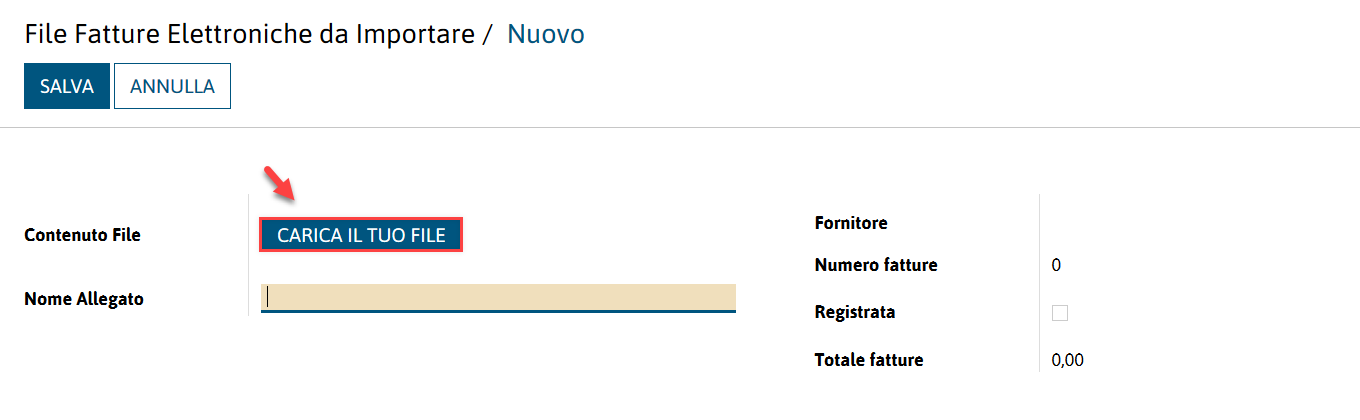 File Fatture Elettroniche da Importare / Nuovo
SALVA ANNULLA
Contenuto File CARICA IL TUO FILE
Nome Allegato
Fornitore
Numero fatture 0
Registrata
Totale fatture 0,00